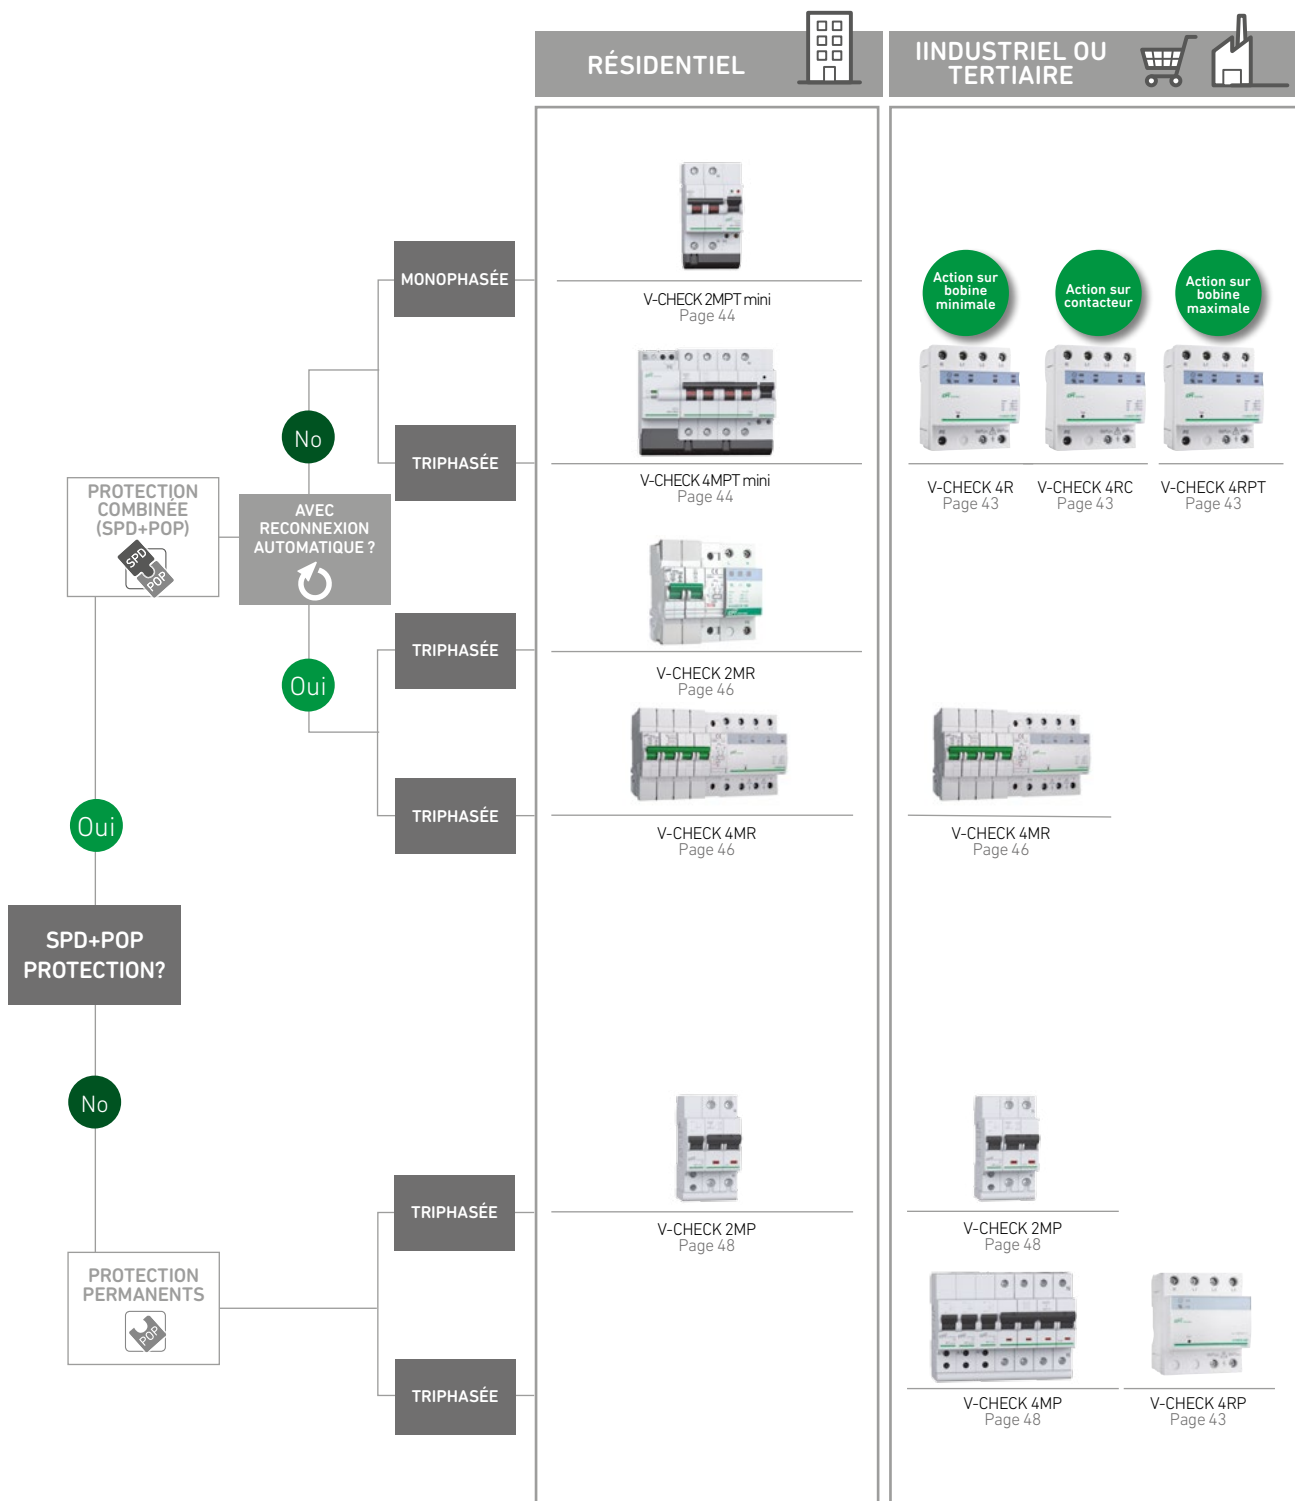 RÉSIDENTIEL
IINDUSTRIEL OU
TERTIAIRE
MONOPHASÉE
V-CHECK 2MPT mini
Page 44
Action sur
bobine
minimale
Action sur
contacteur
Action sur
bobine
maximale
No
TRIPHASÉE
V-CHECK 4MPT mini
Page 44
V-CHECK 4R
Page 43
V-CHECK 4RC
Page 43
V-CHECK 4RPT
Page 43
PROTECTION
COMBINÉE
(SPD+POP)
SPD
POP
AVEC
RECONNEXION
AUTOMATIQUE ?
TRIPHASÉE
V-CHECK 2MR
Page 46
Oui
TRIPHASÉE
V-CHECK 4MR
Page 46
V-CHECK 4MR
Page 46
Oui
SPD+POP
PROTECTION?
No
TRIPHASÉE
V-CHECK 2MP
Page 48
V-CHECK 2MP
Page 48
PROTECTION
PERMANENTS
POP
TRIPHASÉE
V-CHECK 4MP
Page 48
V-CHECK 4RP
Page 43